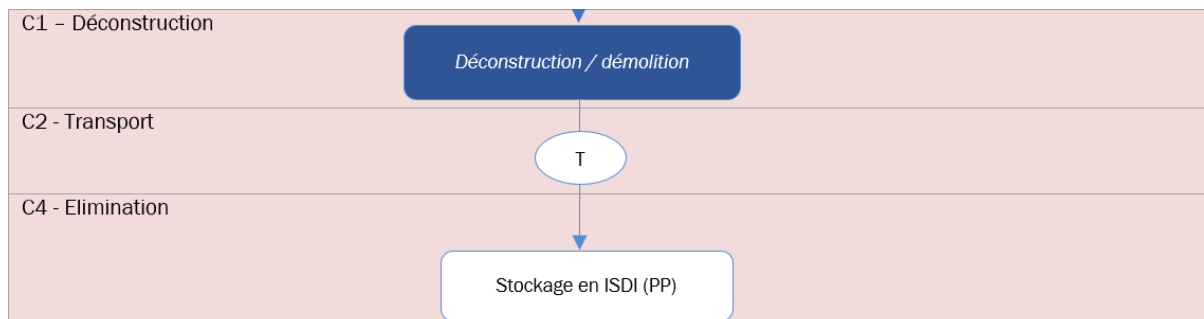 C1 – Déconstruction
Déconstruction / démolition
C2 - Transport
T
C4 - Elimination
Stockage en ISDI (PP)